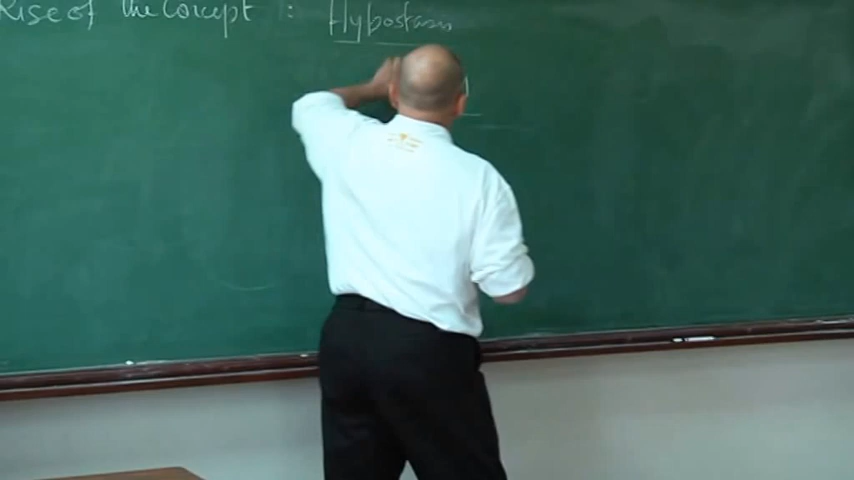 Rise of the Concept : Hypostasis